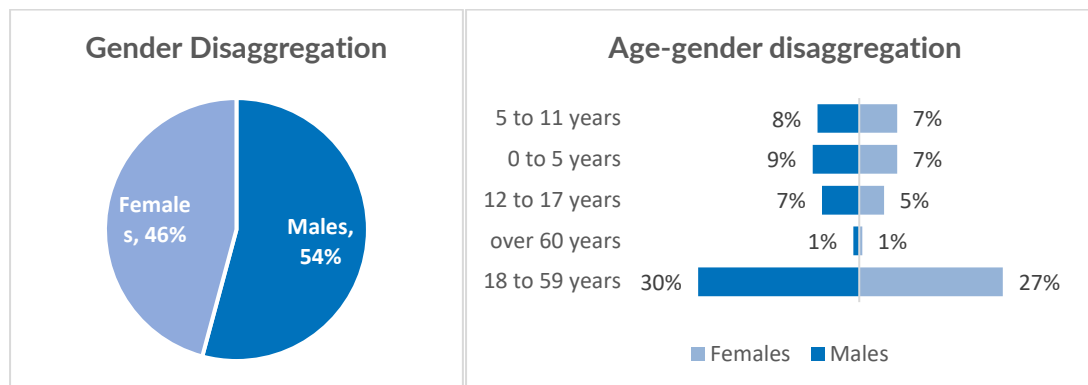 Gender Disaggregation
Female
s, 46%
Males,
54%
Age-gender disaggregation
5 to 11 years 8% 7%
0 to 5 years 9% 7%
12 to 17 years 7% 5%
over 60 years 1% 1%
18 to 59 years 30% 27%
Females Males